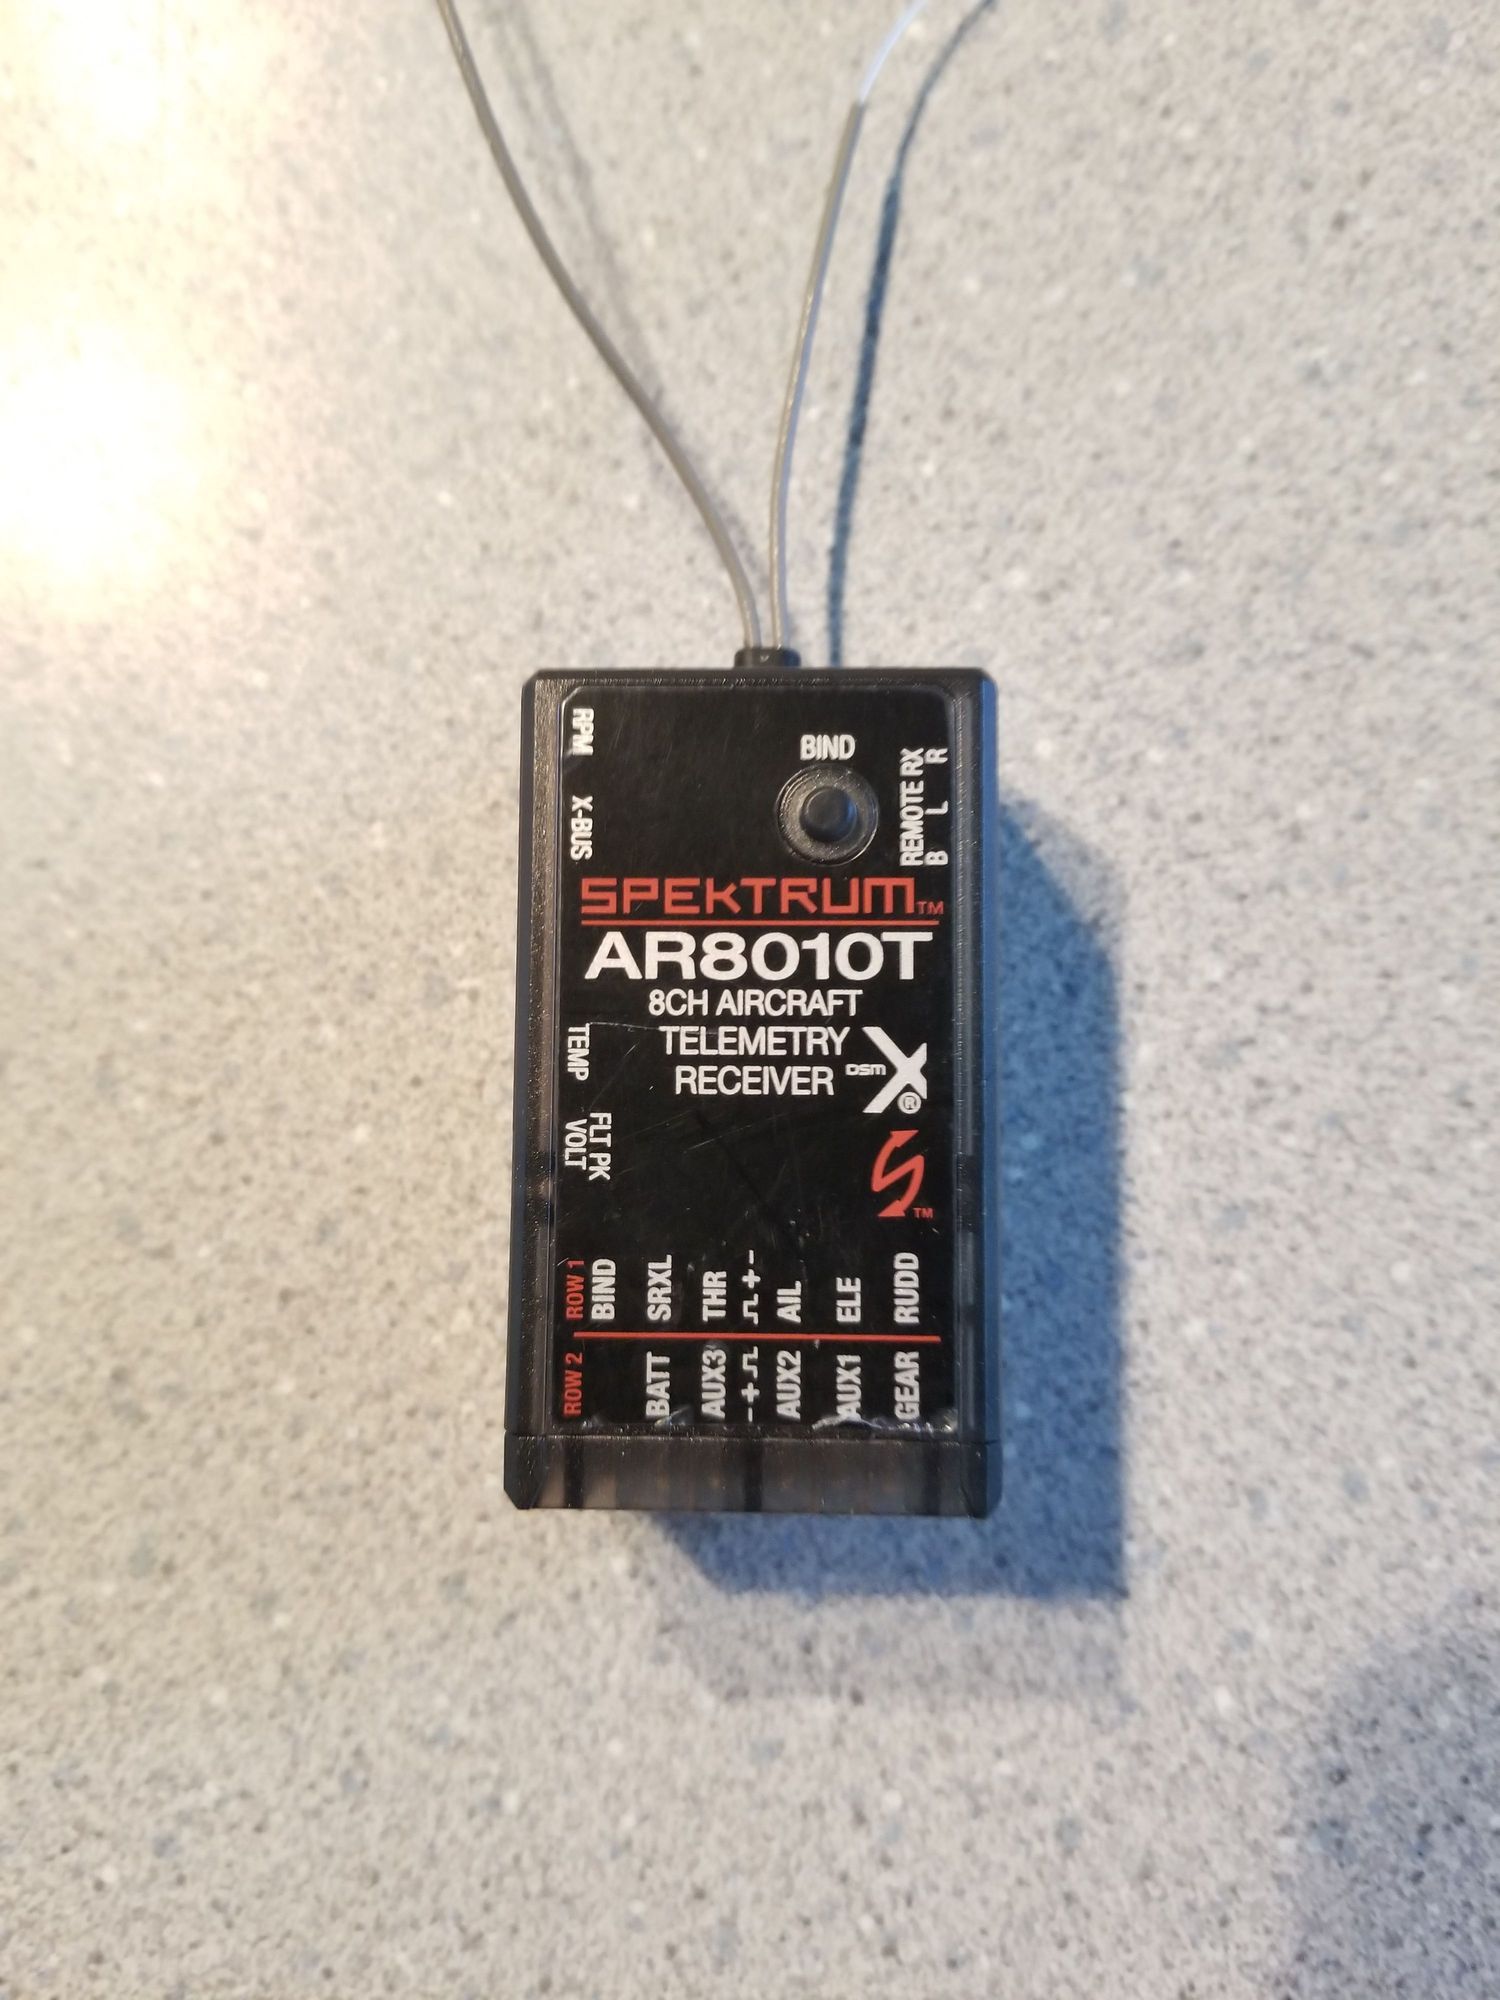 RPM
X-BUS
BIND
REMOTE RX
B L R
SPEKTRUM™
AR8010T
8CH AIRCRAFT
TELEMETRY
RECEIVER
DSM X®
TEMP
FLT PK
VOLT
TM
ROW 1
BIND SRXL THR AIL ELE RUDD
ROW 2
BATT AUX3 AUX2 AUX1 GEAR